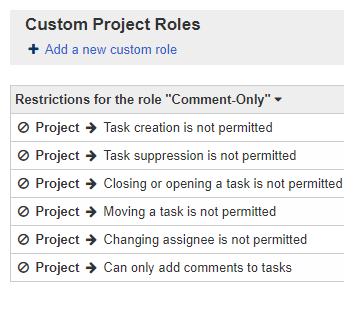 Custom Project Roles
Add a new custom role
Restrictions for the role "Comment-Only"
Project → Task creation is not permitted
Project → Task suppression is not permitted
Project → Closing or opening a task is not permitted
Project → Moving a task is not permitted
Project → Changing assignee is not permitted
Project → Can only add comments to tasks